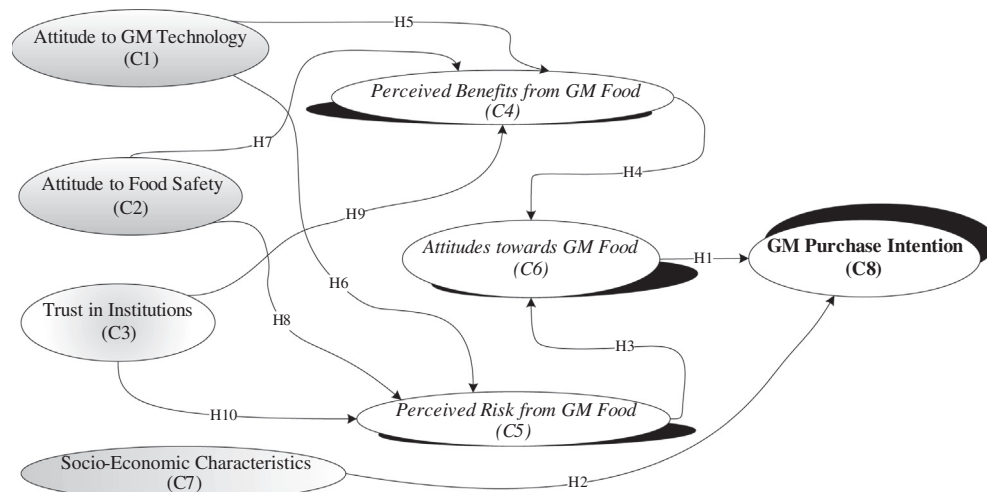 Attitude to GM Technology
(C1)
H5
Perceived Benefits from GM Food
(C4)
H7
H4
Attitude to Food Safety
(C2)
H9
Attitudes towards GM Food
(C6)
H1
GM Purchase Intention
(C8)
H6
Trust in Institutions
(C3)
H8
H3
H10
Perceived Risk from GM Food
(C5)
Socio-Economic Characteristics
(C7)
H2